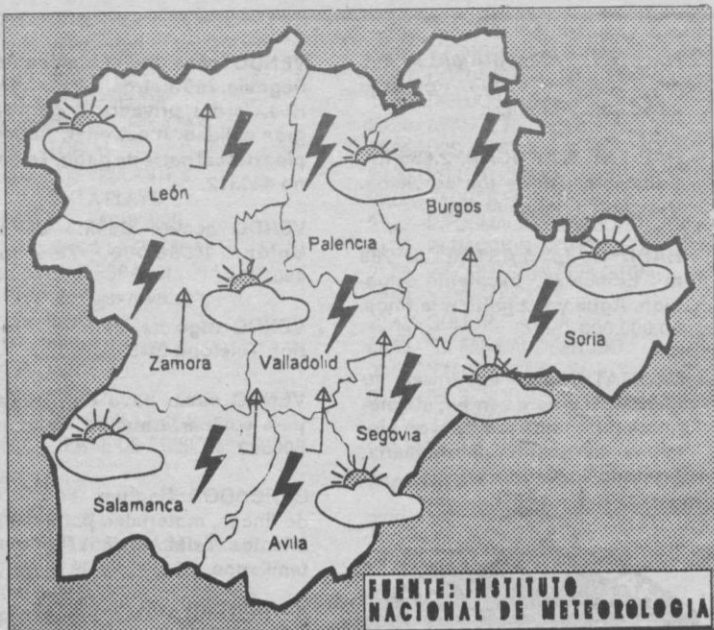 León
Burgos
Palencia
Soria
Zamora
Valladolid
Segovia
Salamanca
Avila
FUENTE: INSTITUTO
NACIONAL DE METEOROLOGIA